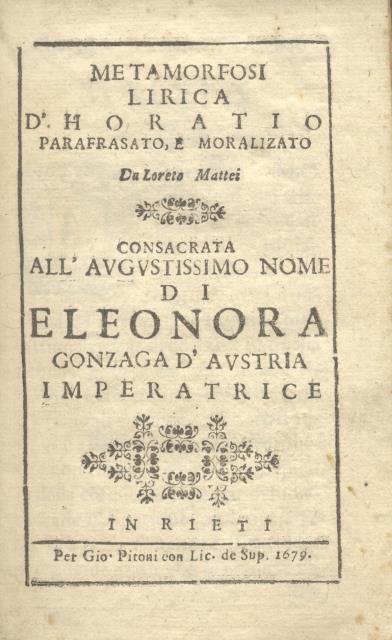 METAMORFOSI
LIRICA
D'. HORATIO
PARAFRASATO, E MORALIZATO
Da Loreto Mattei
CONSACRATA
ALL' AVGVSTISSIMO NOME
DI
ELEONORA
GONZAGA D' AVSTRIA
IMPERATRICE
IN RIETI
Per Gio. Pitoni con Lic. de Sup. 1679.